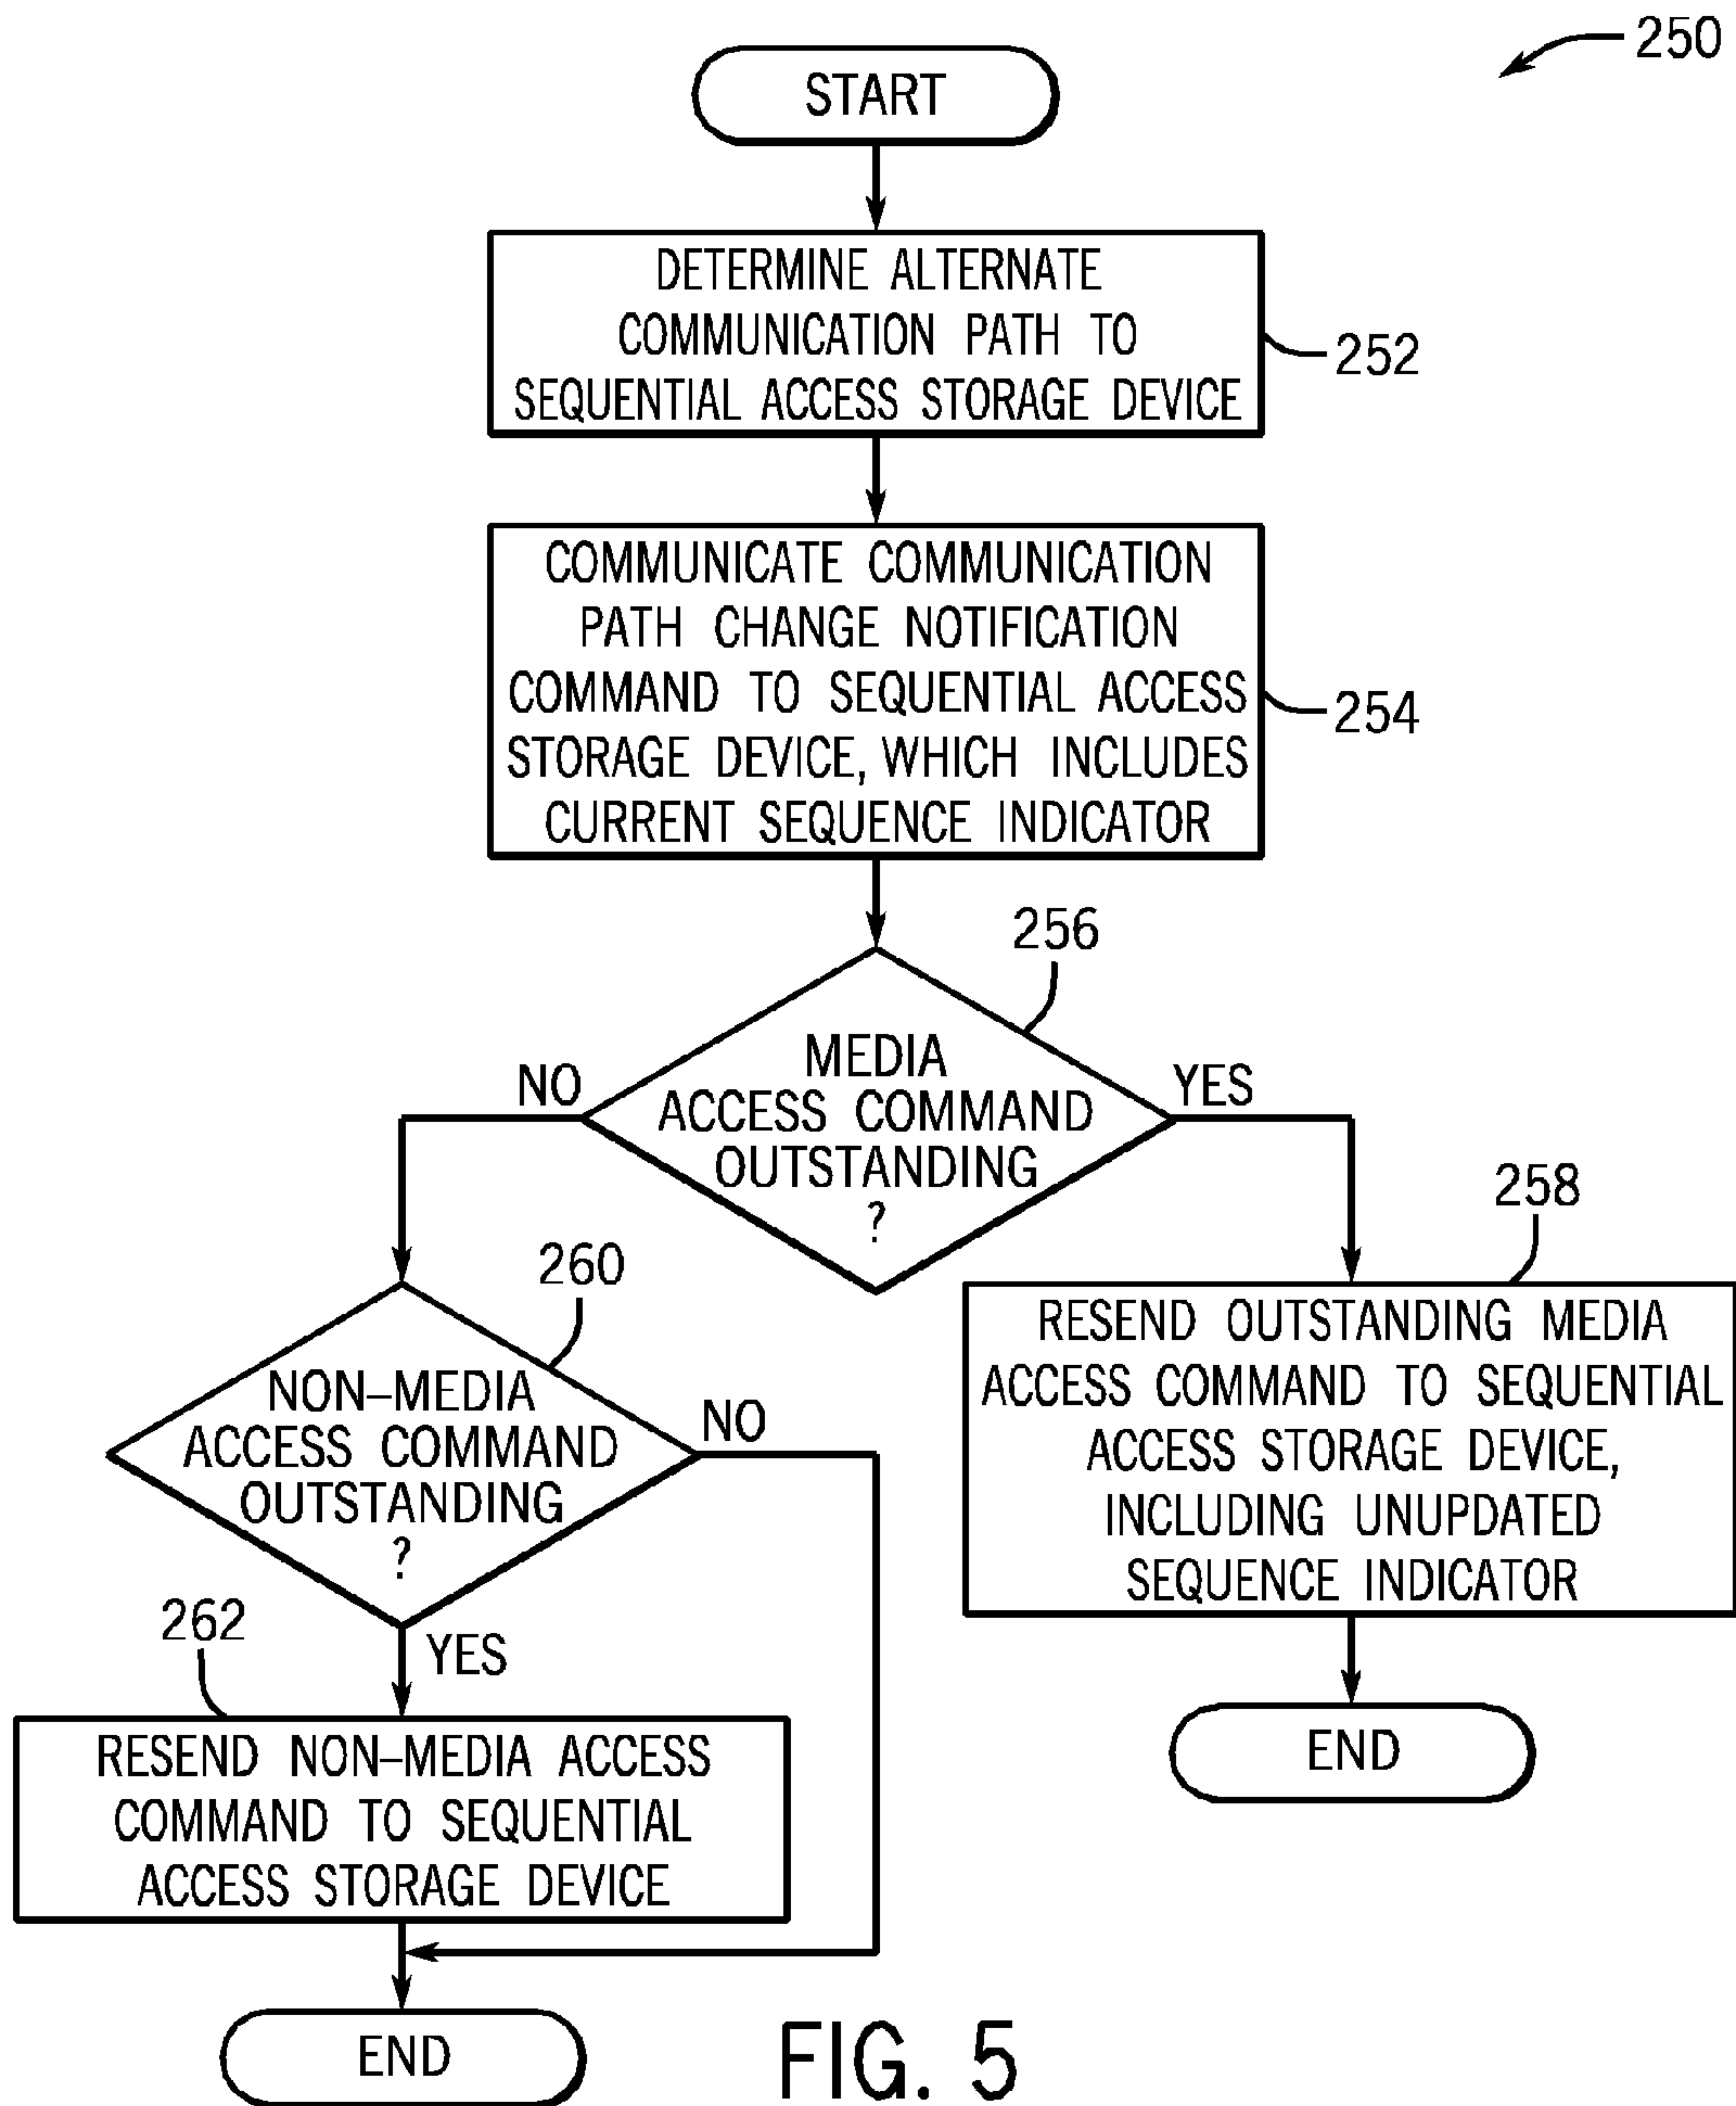 250
START
DETERMINE ALTERNATE
COMMUNICATION PATH TO
SEQUENTIAL ACCESS STORAGE DEVICE
252
COMMUNICATE COMMUNICATION
PATH CHANGE NOTIFICATION
COMMAND TO SEQUENTIAL ACCESS
STORAGE DEVICE, WHICH INCLUDES
CURRENT SEQUENCE INDICATOR
254
256
MEDIA
ACCESS COMMAND
OUTSTANDING
?
NO
YES
258
RESEND OUTSTANDING MEDIA
ACCESS COMMAND TO SEQUENTIAL
ACCESS STORAGE DEVICE,
INCLUDING UNUPDATED
SEQUENCE INDICATOR
END
260
NON–MEDIA
ACCESS COMMAND
OUTSTANDING
?
NO
YES
262
RESEND NON–MEDIA ACCESS
COMMAND TO SEQUENTIAL
ACCESS STORAGE DEVICE
END
FIG. 5